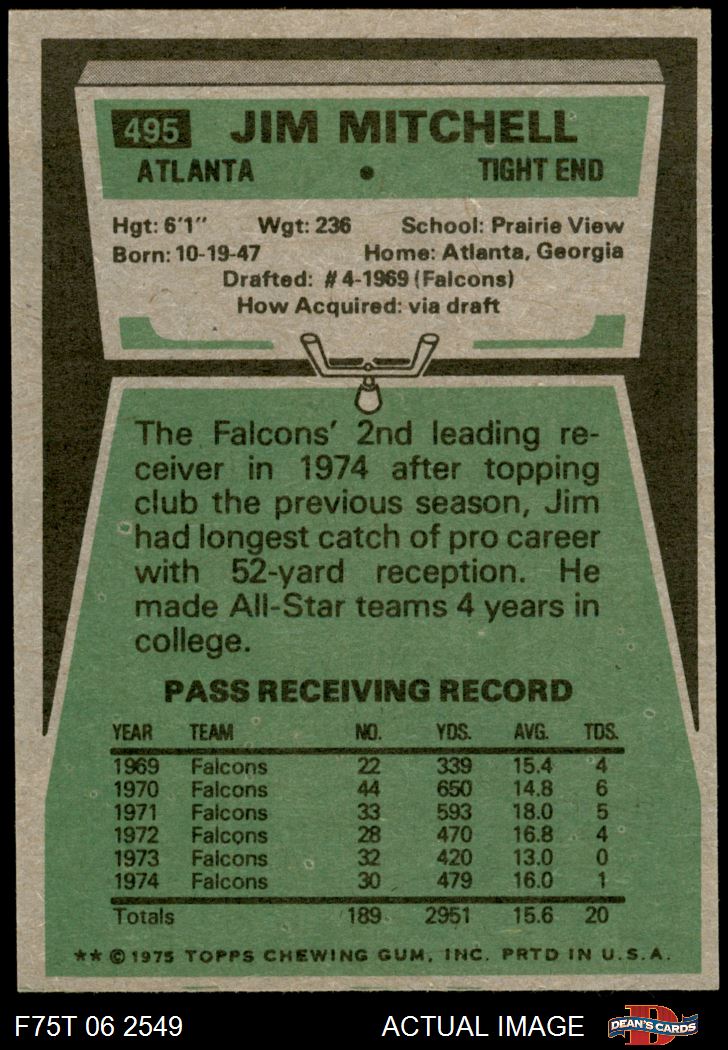 495 JIM MITCHELL
ATLANTA • TIGHT END
Hgt: 6'1" Wgt: 236 School: Prairie View
Born: 10-19-47 Home: Atlanta, Georgia
Drafted: #4-1969 (Falcons)
How Acquired: via draft
The Falcons' 2nd leading re-
ceiver in 1974 after topping
club the previous season, Jim
had longest catch of pro career
with 52-yard reception. He
made All-Star teams 4 years in
college.
PASS RECEIVING RECORD
YEAR TEAM NO. YDS. AVG. TDS.
1969 Falcons 22 339 15.4 4
1970 Falcons 44 650 14.8 6
1971 Falcons 33 593 18.0 5
1972 Falcons 28 470 16.8 4
1973 Falcons 32 420 13.0 0
1974 Falcons 30 479 16.0 1
Totals 189 2951 15.6 20
** © 1975 TOPPS CHEWING GUM, INC. PRTD IN U.S.A.
F75T 06 2549 ACTUAL IMAGE D DEAN'S CARDS